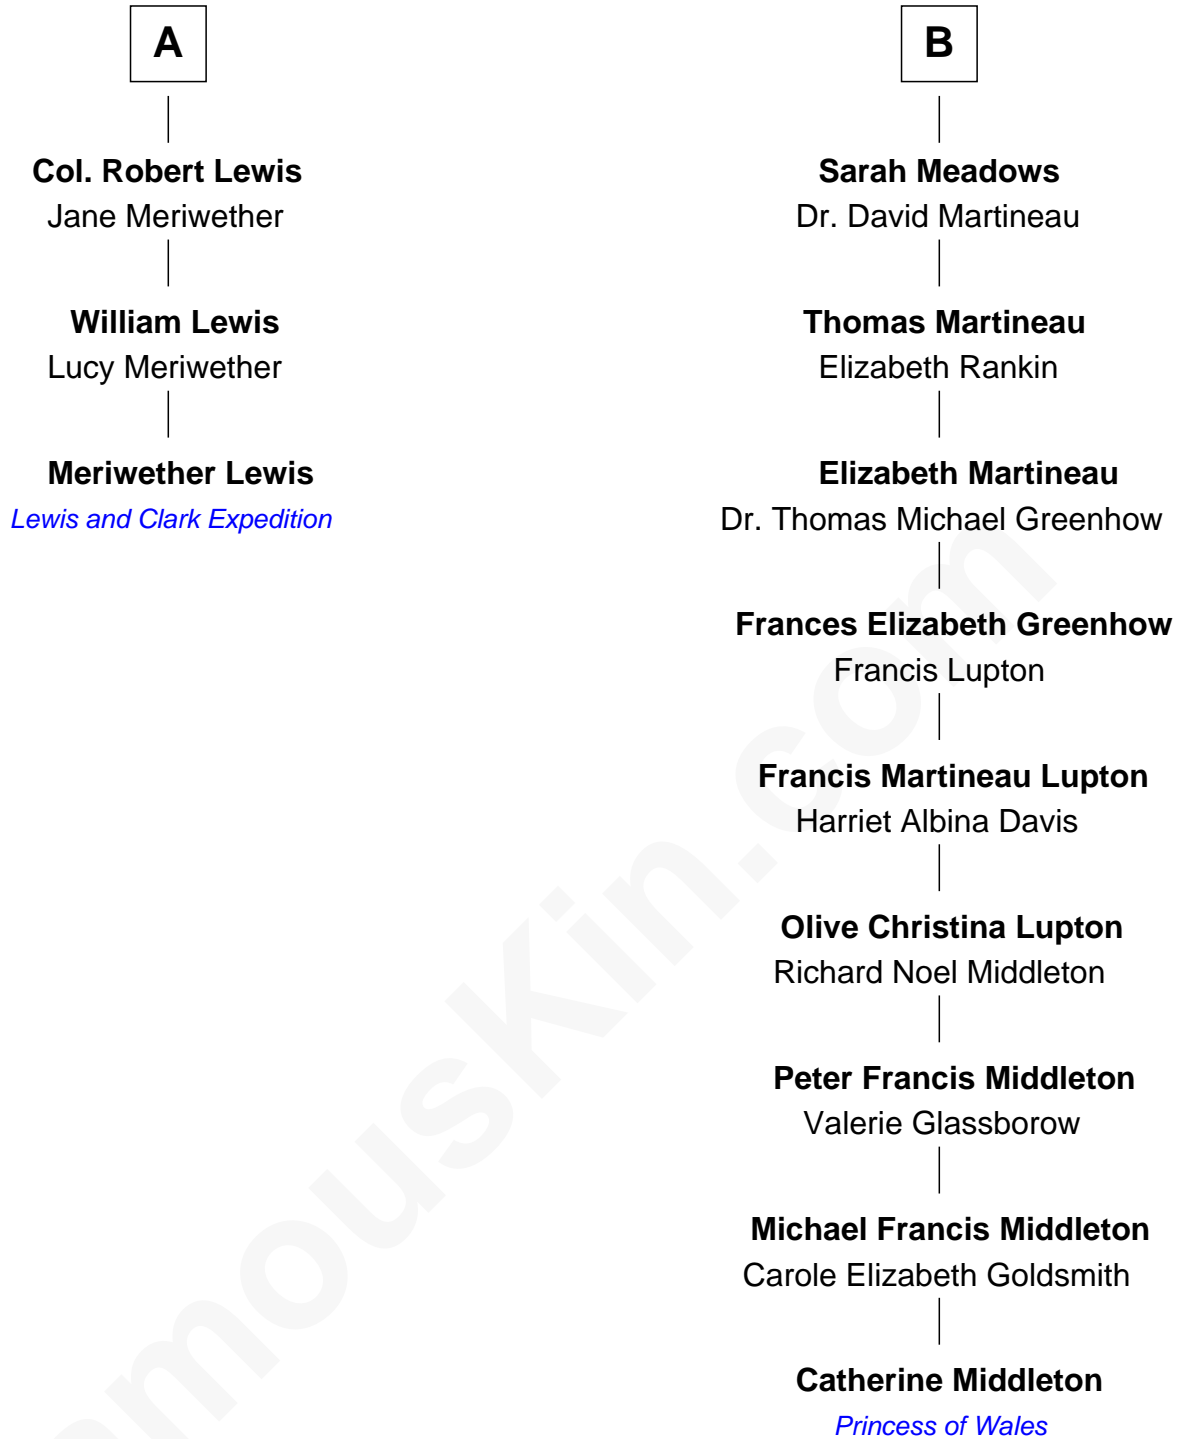 A
Col. Robert Lewis
Jane Meriwether
William Lewis
Lucy Meriwether
Meriwether Lewis
Lewis and Clark Expedition
B
Sarah Meadows
Dr. David Martineau
Thomas Martineau
Elizabeth Rankin
Elizabeth Martineau
Dr. Thomas Michael Greenhow
Frances Elizabeth Greenhow
Francis Lupton
Francis Martineau Lupton
Harriet Albina Davis
Olive Christina Lupton
Richard Noel Middleton
Peter Francis Middleton
Valerie Glassborow
Michael Francis Middleton
Carole Elizabeth Goldsmith
Catherine Middleton
Princess of Wales
amouskin.com